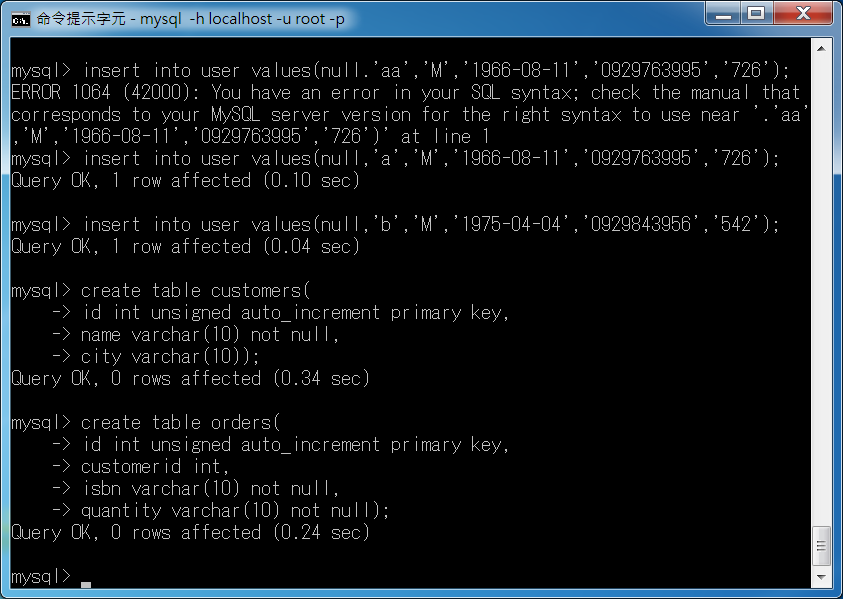 命令提示字元 - mysql  -h localhost -u root -p
mysql> insert into user values(null.'aa','M','1966-08-11','0929763995','726');
ERROR 1064 (42000): You have an error in your SQL syntax; check the manual that
corresponds to your MySQL server version for the right syntax to use near '.'aa'
,'M','1966-08-11','0929763995','726')' at line 1
mysql> insert into user values(null,'a','M','1966-08-11','0929763995','726');
Query OK, 1 row affected (0.10 sec)
mysql> insert into user values(null,'b','M','1975-04-04','0929843956','542');
Query OK, 1 row affected (0.04 sec)
mysql> create table customers(
    -> id int unsigned auto_increment primary key,
    -> name varchar(10) not null,
    -> city varchar(10));
Query OK, 0 rows affected (0.34 sec)
mysql> create table orders(
    -> id int unsigned auto_increment primary key,
    -> customerid int,
    -> isbn varchar(10) not null,
    -> quantity varchar(10) not null);
Query OK, 0 rows affected (0.24 sec)
mysql>